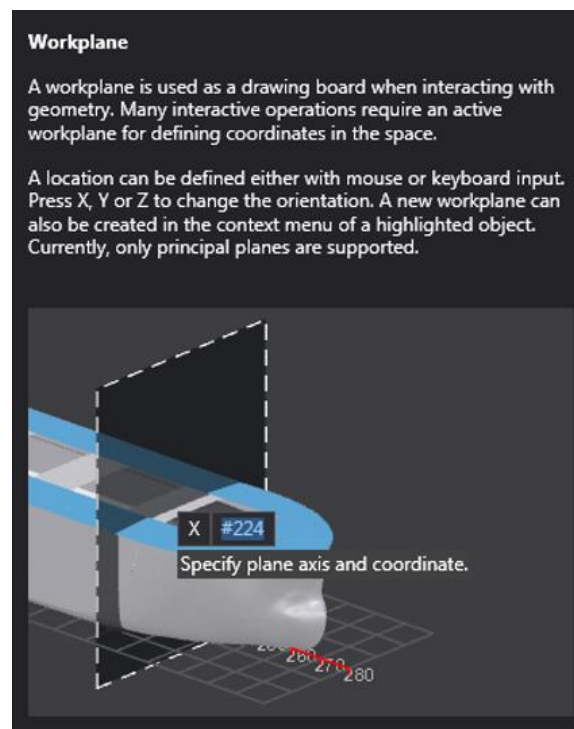 Workplane
A workplane is used as a drawing board when interacting with
geometry. Many interactive operations require an active
workplane for defining coordinates in the space.
A location can be defined either with mouse or keyboard input.
Press X, Y or Z to change the orientation. A new workplane can
also be created in the context menu of a highlighted object.
Currently, only principal planes are supported.
X #224
Specify plane axis and coordinate.
260
270
280